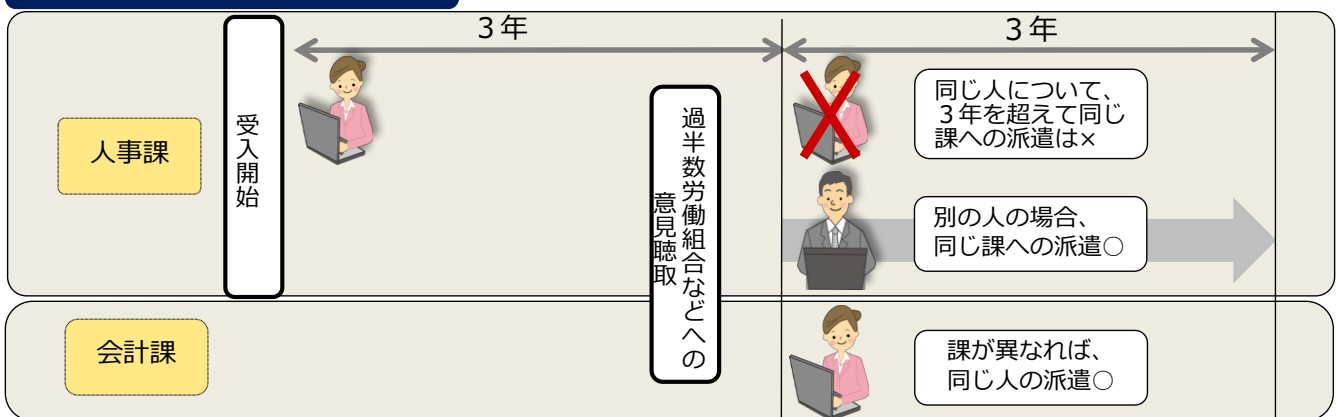 3年
3年
人事課
受入開始
過半数労働組合などへの
意見聴取
同じ人について、
3年を超えて同じ
課への派遣は×
別の人の場合、
同じ課への派遣○
会計課
課が異なれば、
同じ人の派遣○